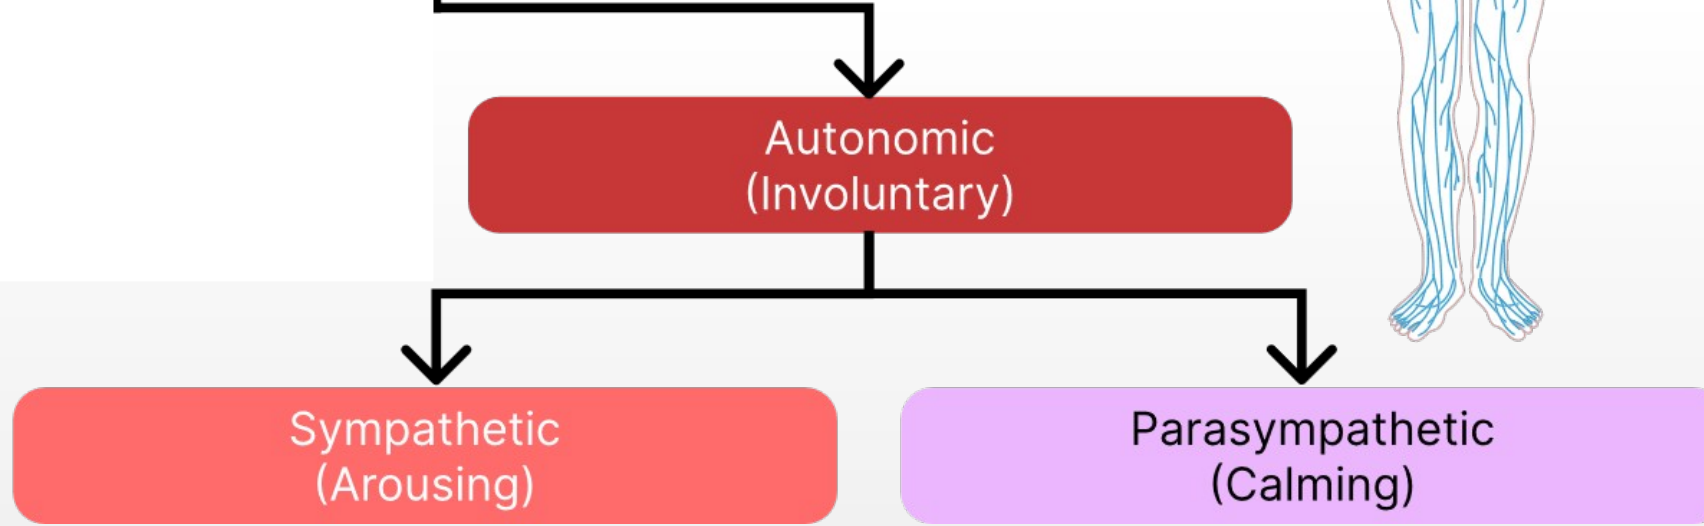 Autonomic
(Involuntary)
Sympathetic
(Arousing)
Parasympathetic
(Calming)